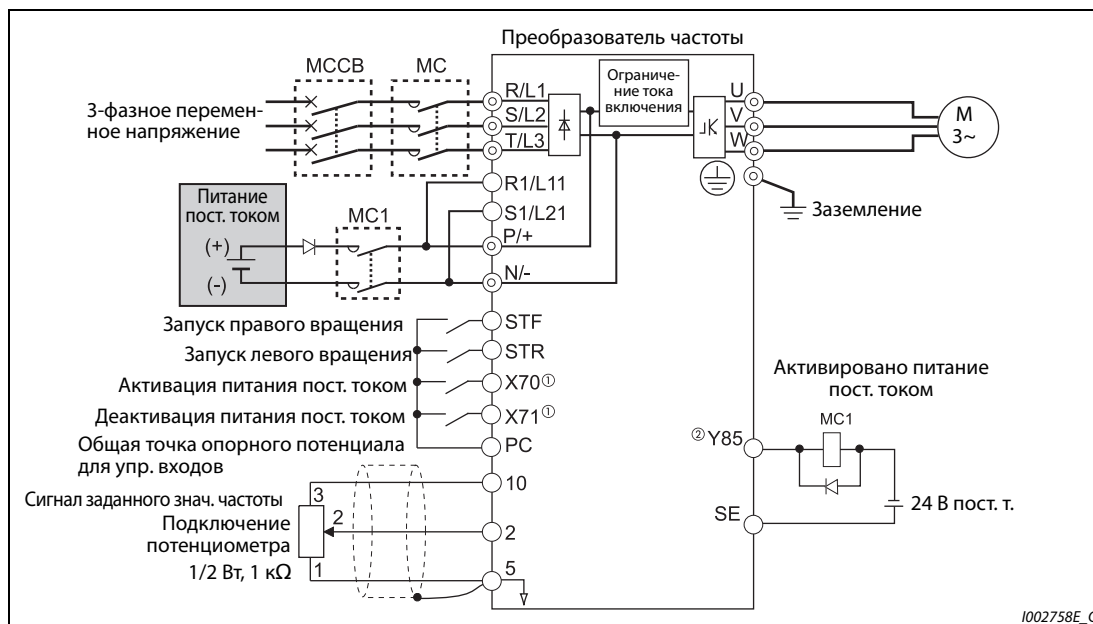 Преобразователь частоты
MCCB
MC
3-фазное перемен-
ное напряжение
R/L1
S/L2
T/L3
Ограниче-
ние тока
включения
U
V
W
M
3~
Заземление
R1/L11
S1/L21
P/+
N/-
Питание
пост. током
(+)
(-)
MC1
Запуск правого вращения
STF
Запуск левого вращения
STR
Активация питания пост. током
X70①
Деактивация питания пост. током
X71①
Общая точка опорного потенциала
для упр. входов
PC
Активировано питание
пост. током
MC1
②Y85
SE
24 В пост. т.
Сигнал заданного знач. частоты
Подключение
потенциометра
1/2 Вт, 1 кΩ
3
2
1
10
2
5
I002758E_C